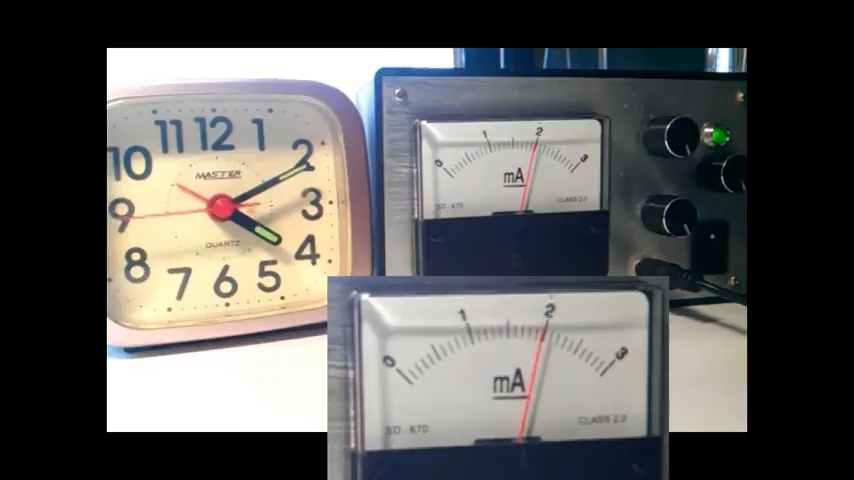 11 12 1
10 2
MASTER
9 3
QUARTZ
8 4
7 6 5
0 1 2 3
mA
SD - 670 CLASS 2.0
0 1 2 3
mA
SD - 670 CLASS 2.0